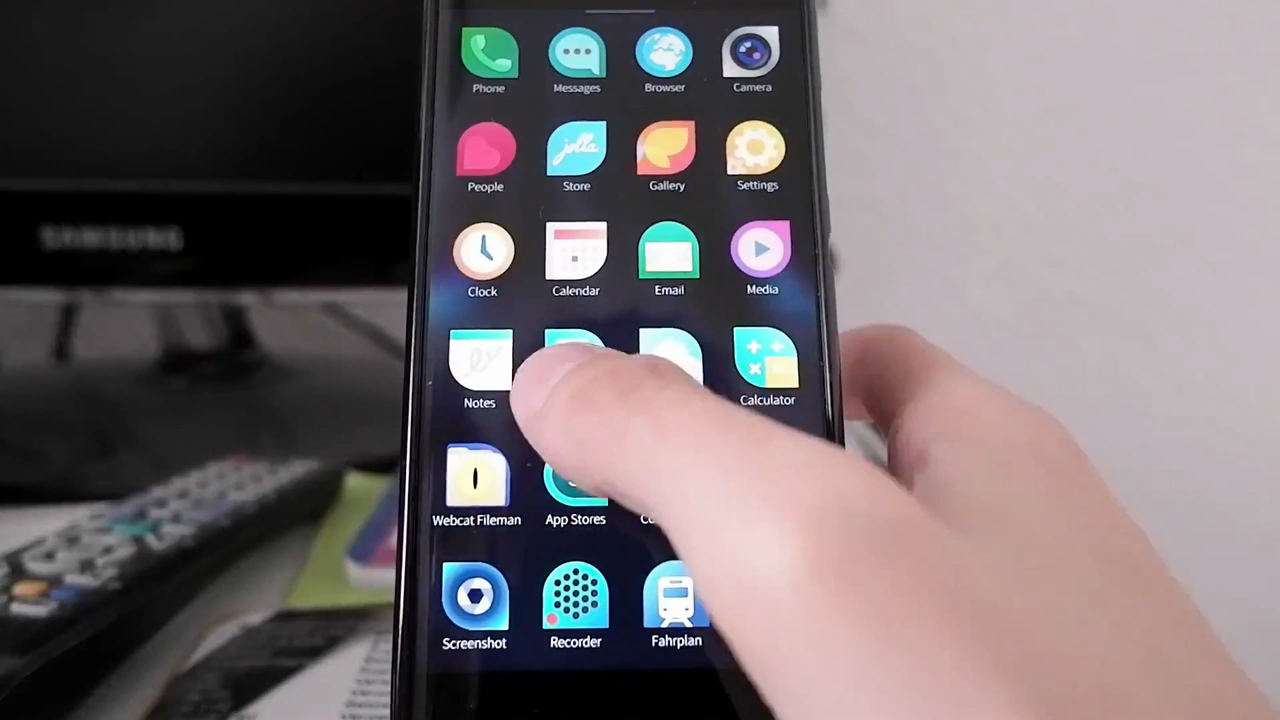 Phone Messages Browser Camera
jolla
People Store Gallery Settings
SAMSUNG
Clock Calendar Email Media
Notes Calculator
Webcat Fileman App Stores
Screenshot Recorder Fahrplan